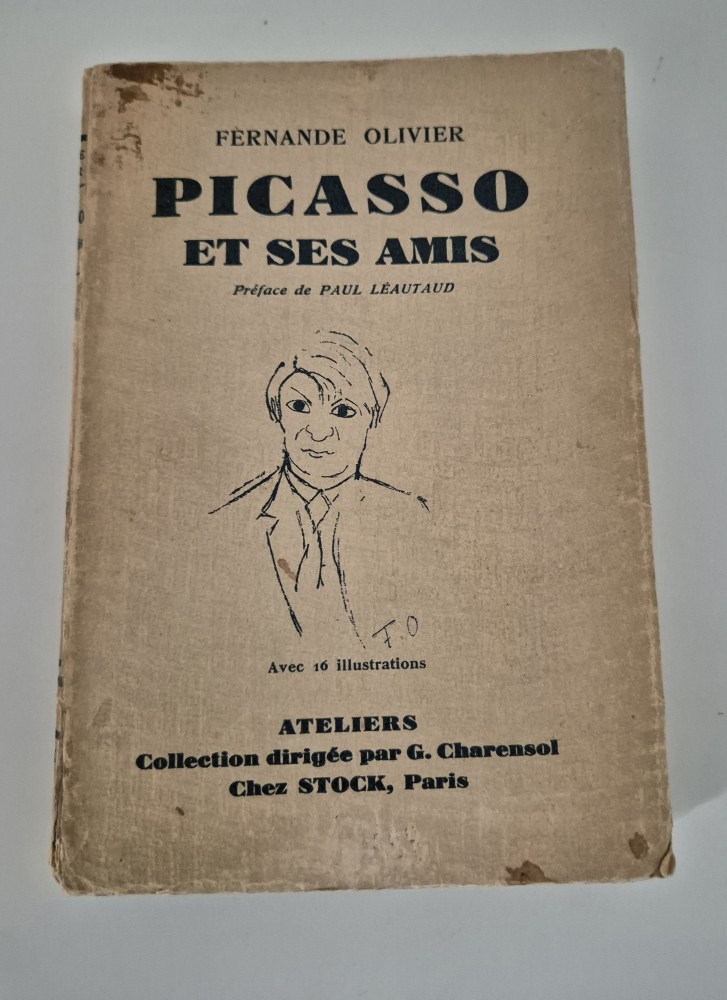 FERNANDE OLIVIER
PICASSO
ET SES AMIS
Préface de PAUL LÉAUTAUD
F.O
Avec 16 illustrations
ATELIERS
Collection dirigée par G. Charensol
Chez STOCK, Paris